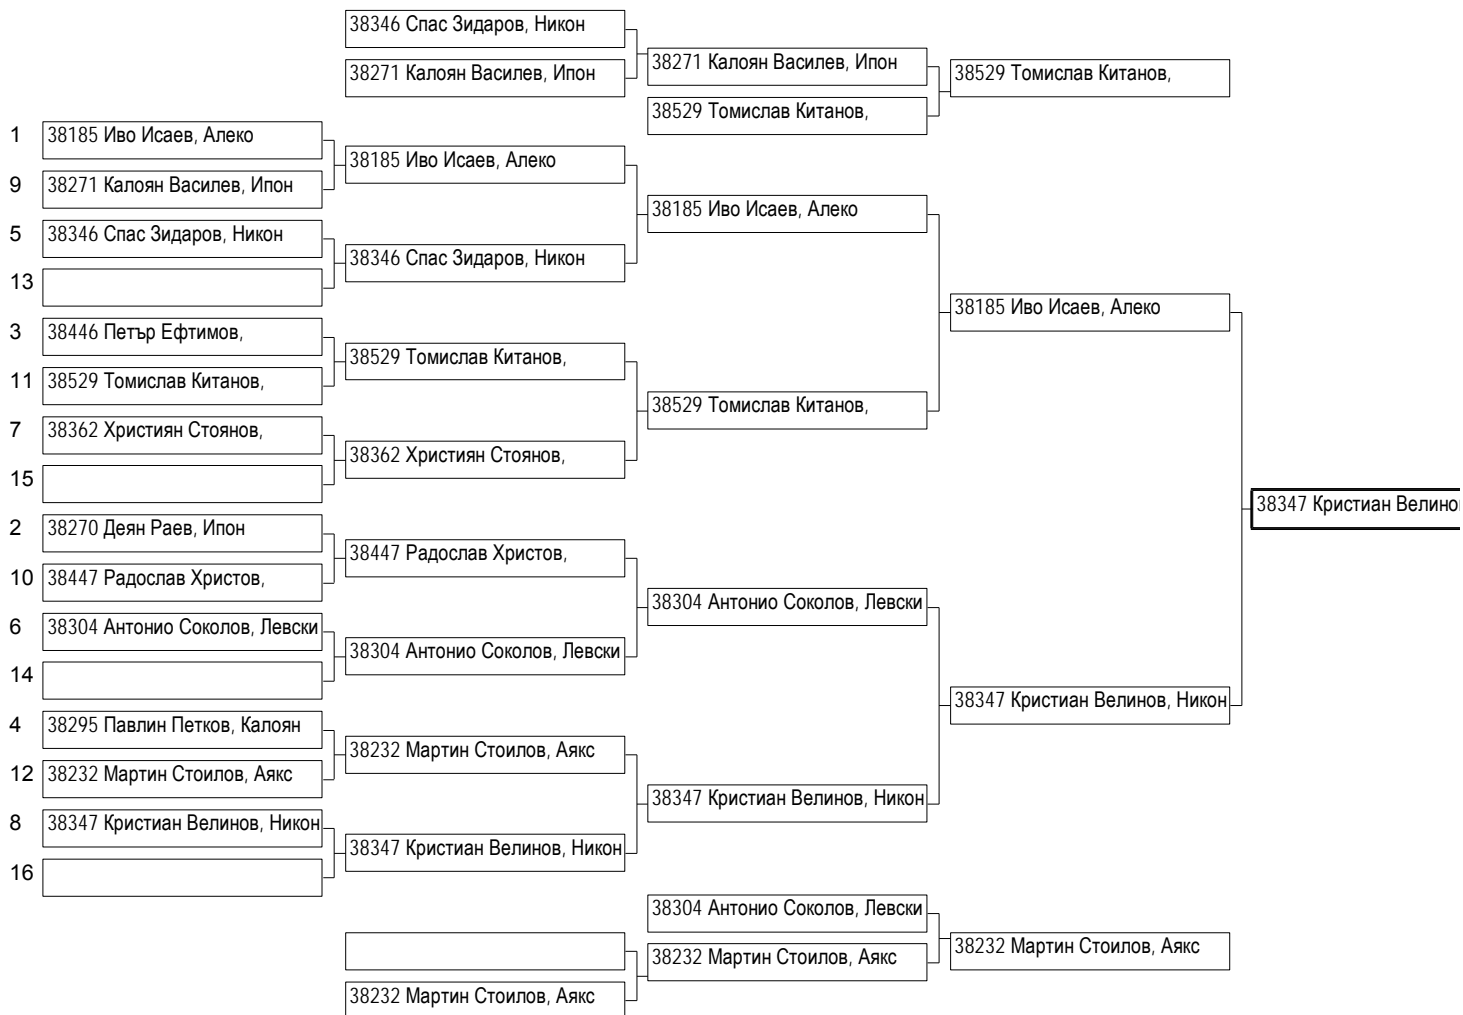 38346 Спас Зидаров, Никон
38271 Калоян Василев, Ипон
38271 Калоян Василев, Ипон
38529 Томислав Китанов,
38529 Томислав Китанов,
1 38185 Иво Исаев, Алеко
9 38271 Калоян Василев, Ипон
5 38346 Спас Зидаров, Никон
13
3 38446 Петър Ефтимов,
11 38529 Томислав Китанов,
7 38362 Християн Стоянов,
15
2 38270 Деян Раев, Ипон
10 38447 Радослав Христов,
6 38304 Антонио Соколов, Левски
14
4 38295 Павлин Петков, Калоян
12 38232 Мартин Стоилов, Аякс
8 38347 Кристиан Велинов, Никон
16
38185 Иво Исаев, Алеко
38346 Спас Зидаров, Никон
38529 Томислав Китанов,
38362 Християн Стоянов,
38447 Радослав Христов,
38304 Антонио Соколов, Левски
38232 Мартин Стоилов, Аякс
38347 Кристиан Велинов, Никон
38185 Иво Исаев, Алеко
38529 Томислав Китанов,
38304 Антонио Соколов, Левски
38347 Кристиан Велинов, Никон
38185 Иво Исаев, Алеко
38347 Кристиан Велинов, Никон
38347 Кристиан Велинов
38304 Антонио Соколов, Левски
38232 Мартин Стоилов, Аякс
38232 Мартин Стоилов, Аякс
38232 Мартин Стоилов, Аякс